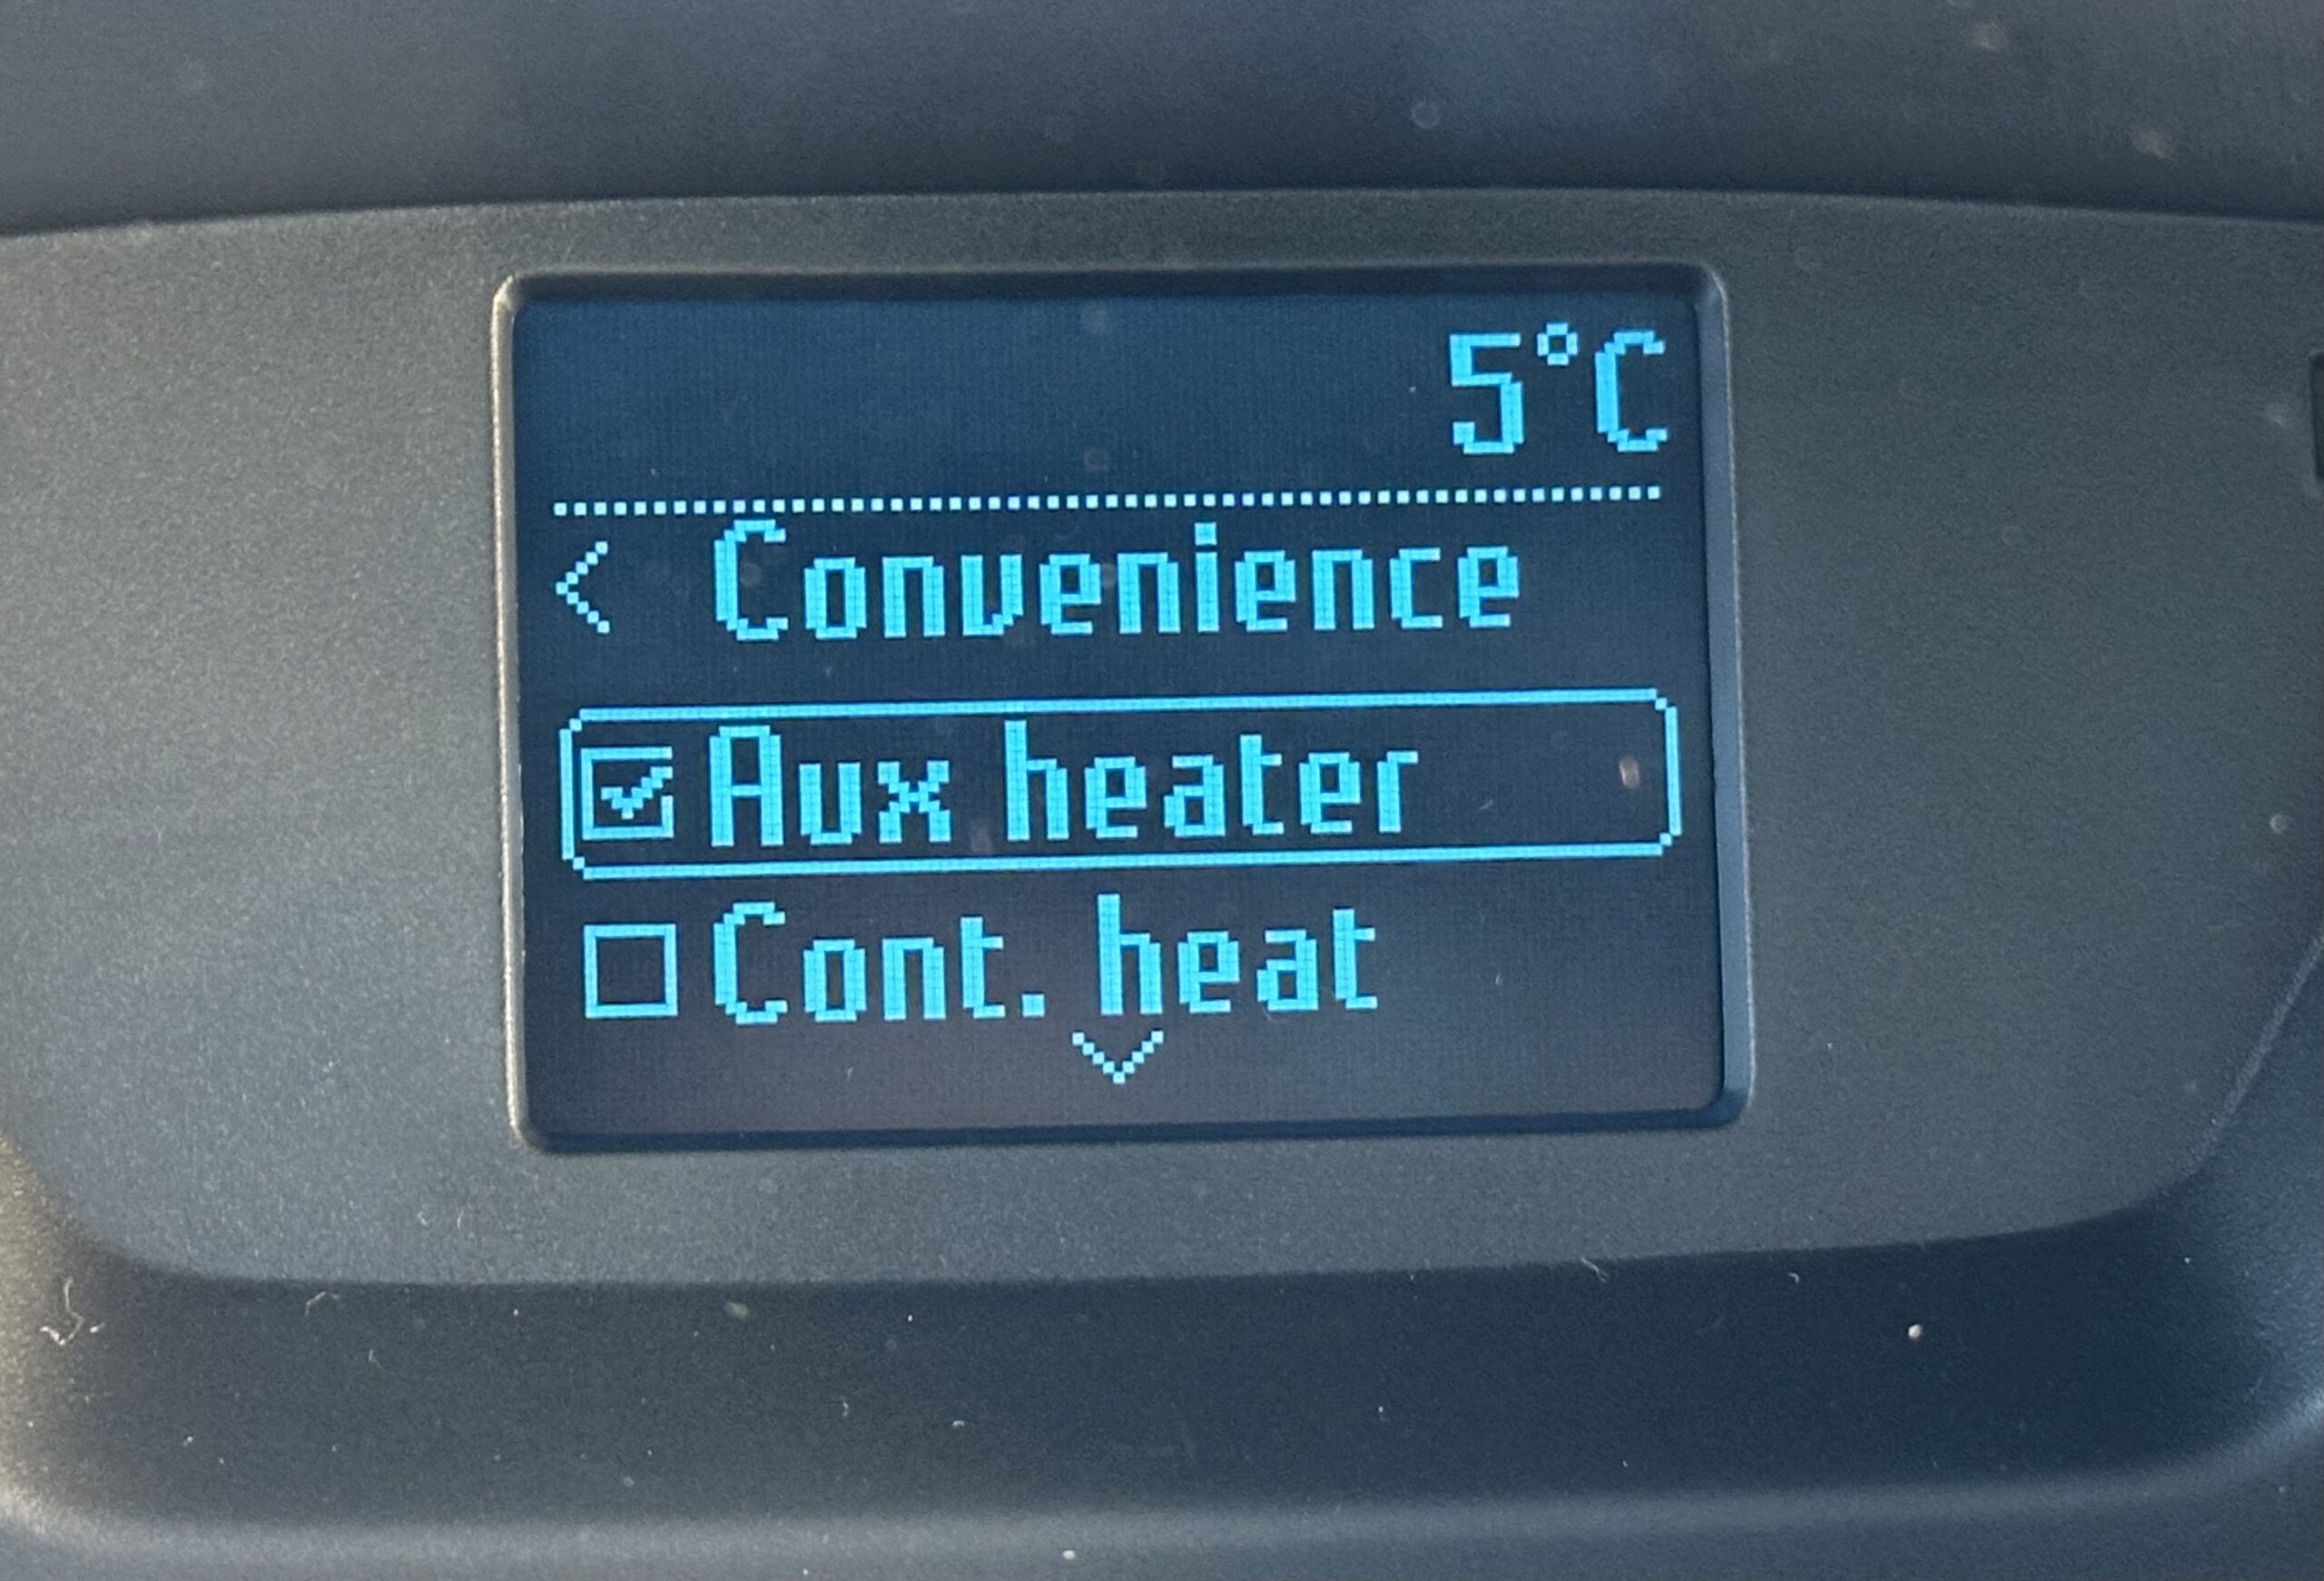 5°C
Convenience
Aux heater
Cont. heat